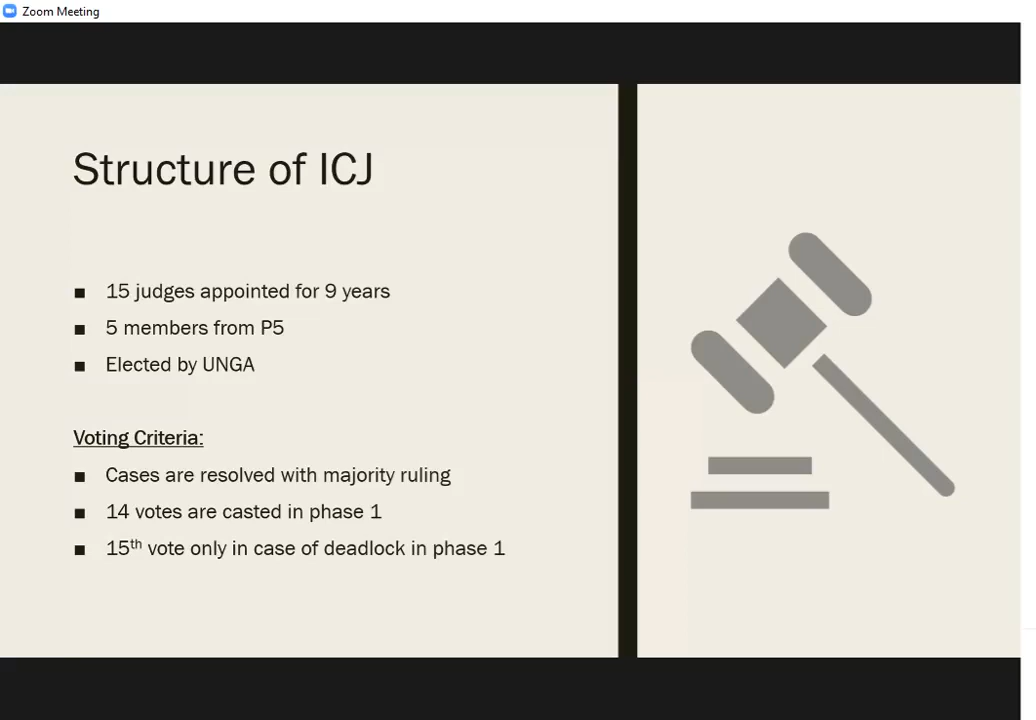 Zoom Meeting
Structure of ICJ
■ 15 judges appointed for 9 years
■ 5 members from P5
■ Elected by UNGA
Voting Criteria:
■ Cases are resolved with majority ruling
■ 14 votes are casted in phase 1
■ 15th vote only in case of deadlock in phase 1